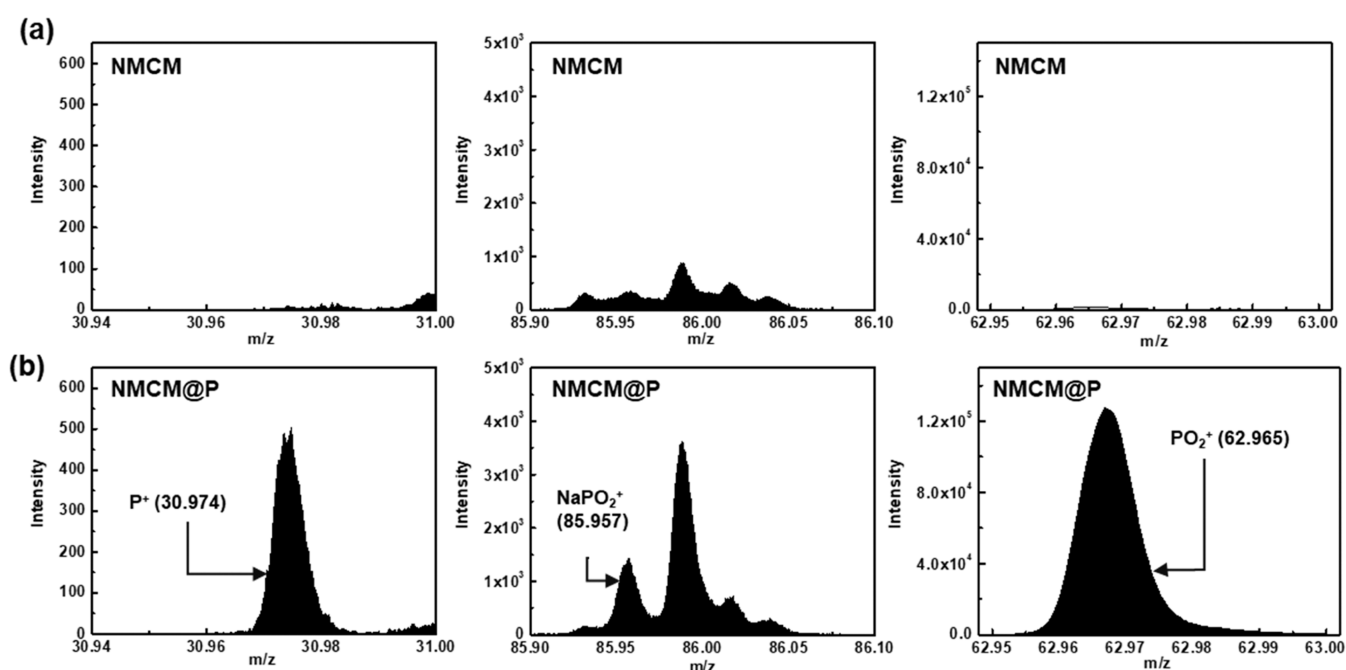 (a)
NMCM
Intensity
600
500
400
300
200
100
0
30.94 30.96 30.98 31.00
m/z
NMCM
Intensity
5x10³
4x10³
3x10³
2x10³
1x10³
0
85.90 85.95 86.00 86.05 86.10
m/z
NMCM
Intensity
1.2x10⁵
8.0x10⁴
4.0x10⁴
0.0
62.95 62.96 62.97 62.98 62.99 63.00
m/z
(b)
NMCM@P
Intensity
600
500
400
300
200
100
0
P⁺ (30.974)
30.94 30.96 30.98 31.00
m/z
NMCM@P
Intensity
5x10³
4x10³
3x10³
2x10³
1x10³
0
NaPO₂⁺
(85.957)
85.90 85.95 86.00 86.05 86.10
m/z
NMCM@P
Intensity
1.2x10⁵
8.0x10⁴
4.0x10⁴
0.0
PO₂⁺ (62.965)
62.95 62.96 62.97 62.98 62.99 63.00
m/z